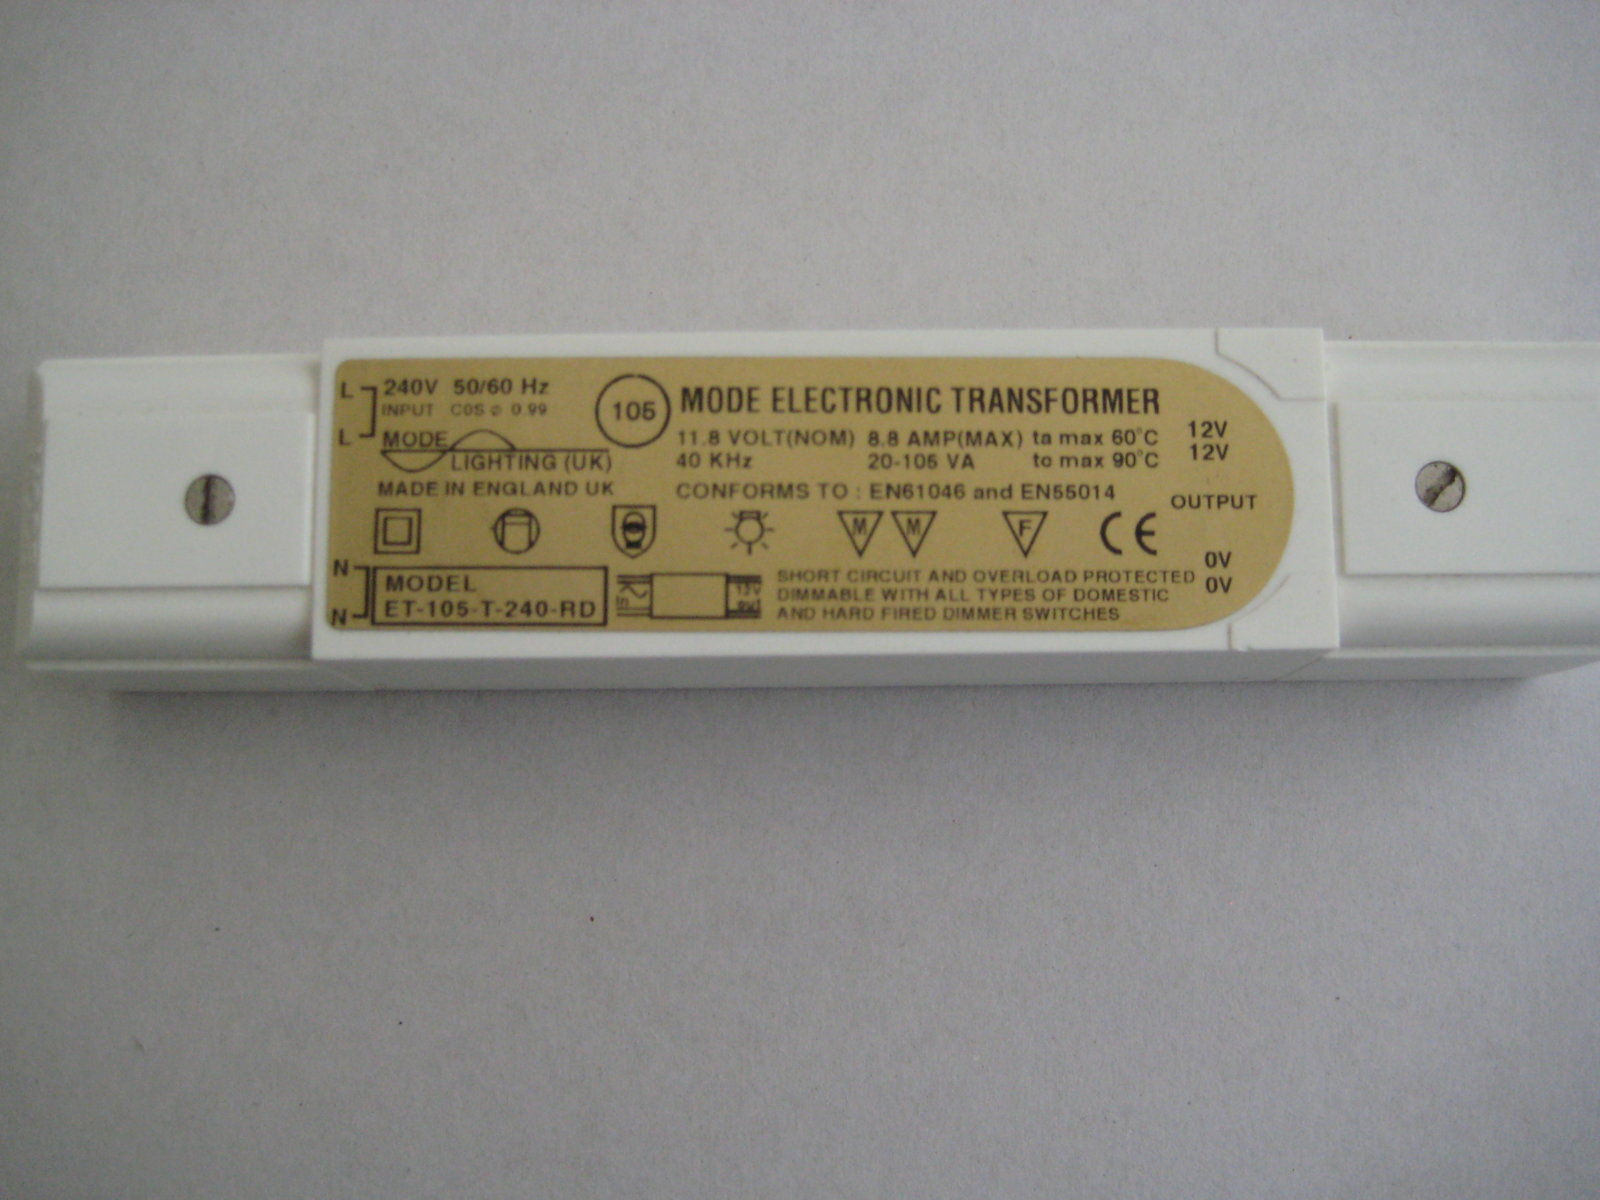 L 240V 50/60 Hz
INPUT COS ø 0.99
L
MODE
LIGHTING (UK)
MADE IN ENGLAND UK
105
MODE ELECTRONIC TRANSFORMER
11.8 VOLT(NOM) 8.8 AMP(MAX) ta max 60°C
40 KHz 20-105 VA tc max 90°C
CONFORMS TO : EN61046 and EN55014
12V
12V
OUTPUT
M M F CE
N MODEL
N ET-105-T-240-RD
in 12V
out
SHORT CIRCUIT AND OVERLOAD PROTECTED
DIMMABLE WITH ALL TYPES OF DOMESTIC
AND HARD FIRED DIMMER SWITCHES
0V
0V